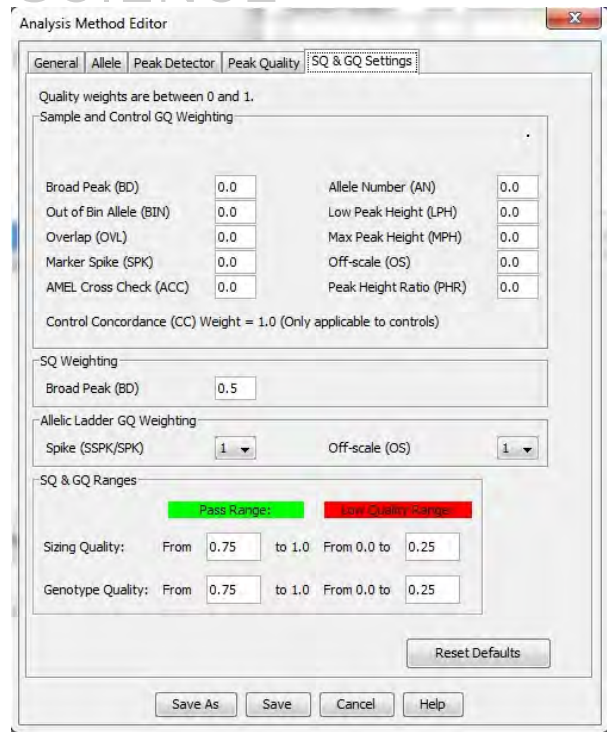 Analysis Method Editor
General Allele Peak Detector Peak Quality SQ & GQ Settings
Quality weights are between 0 and 1.
Sample and Control GQ Weighting
Broad Peak (BD) 0.0 Allele Number (AN) 0.0
Out of Bin Allele (BIN) 0.0 Low Peak Height (LPH) 0.0
Overlap (OVL) 0.0 Max Peak Height (MPH) 0.0
Marker Spike (SPK) 0.0 Off-scale (OS) 0.0
AMEL Cross Check (ACC) 0.0 Peak Height Ratio (PHR) 0.0
Control Concordance (CC) Weight = 1.0 (Only applicable to controls)
SQ Weighting
Broad Peak (BD) 0.5
Allelic Ladder GQ Weighting
Spike (SSPK/SPK) 1 Off-scale (OS) 1
SQ & GQ Ranges
Pass Range: Low Quality Range:
Sizing Quality: From 0.75 to 1.0 From 0.0 to 0.25
Genotype Quality: From 0.75 to 1.0 From 0.0 to 0.25
Reset Defaults
Save As Save Cancel Help